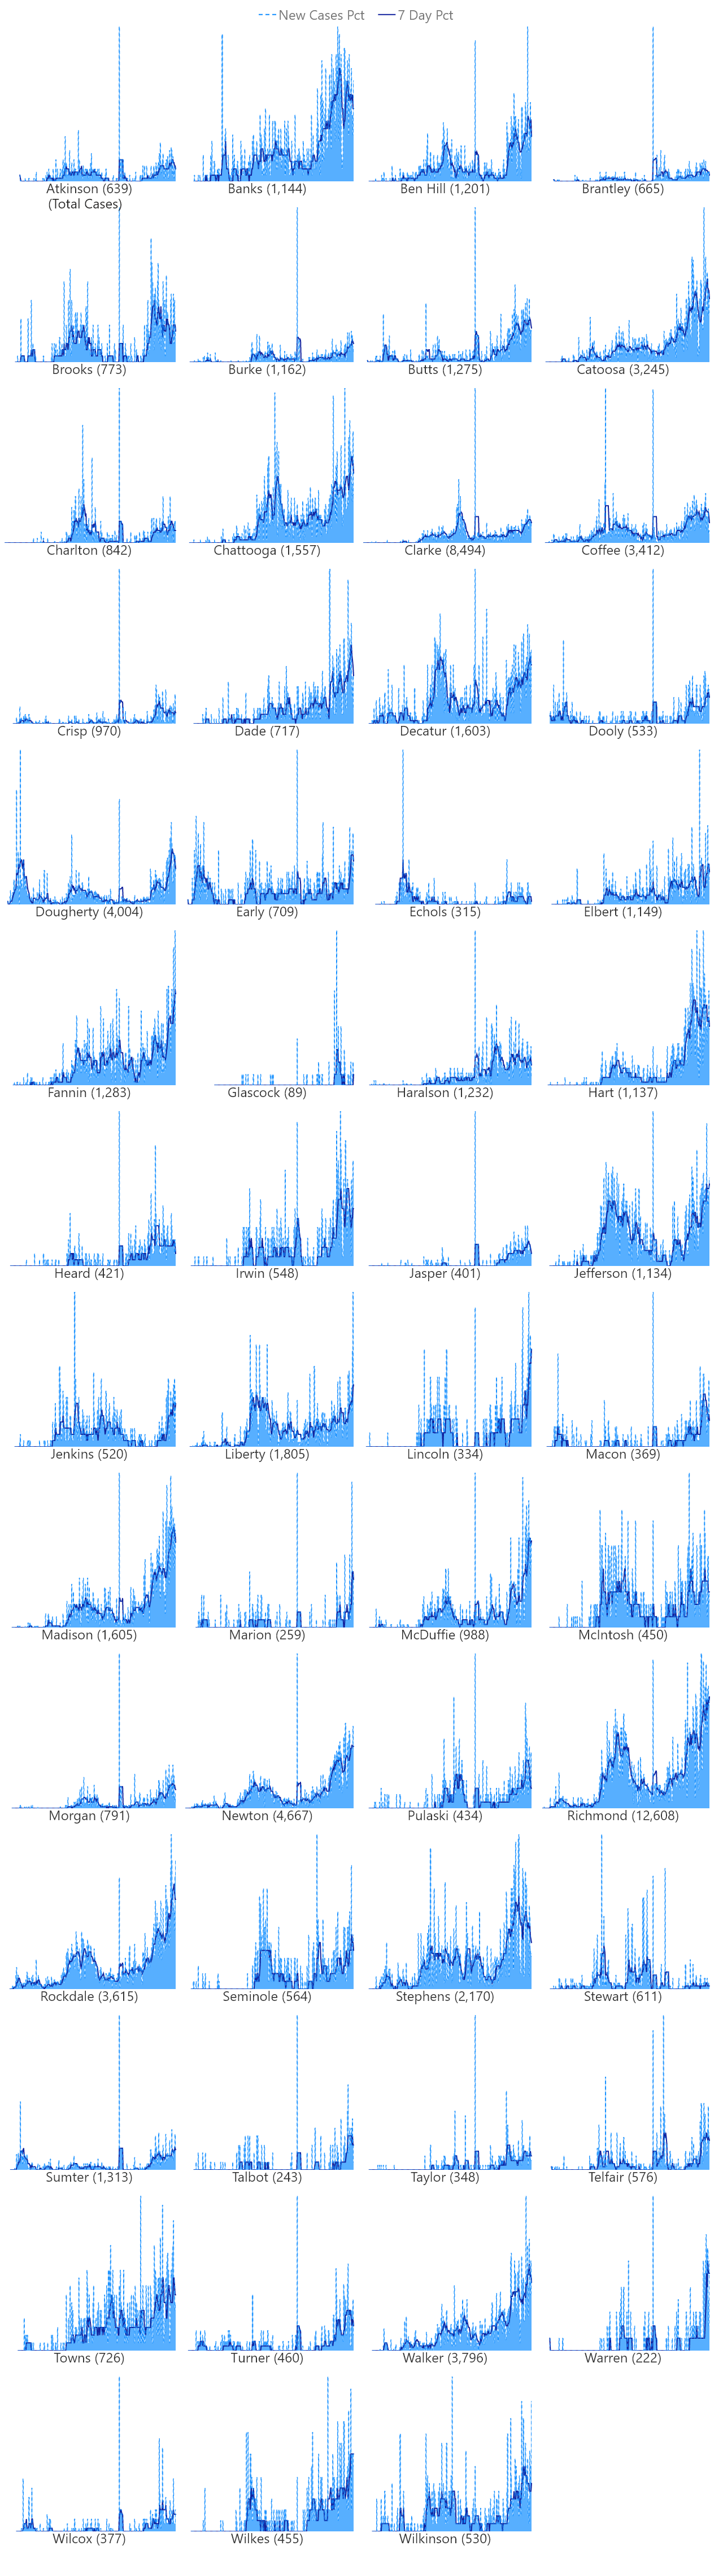 New Cases Pct 7 Day Pct
Atkinson (639) Banks (1,144) Ben Hill (1,201) Brantley (665)
(Total Cases)
Brooks (773) Burke (1,162) Butts (1,275) Catoosa (3,245)
Charlton (842) Chattooga (1,557) Clarke (8,494) Coffee (3,412)
Crisp (970) Dade (717) Decatur (1,603) Dooly (533)
Dougherty (4,004) Early (709) Echols (315) Elbert (1,149)
Fannin (1,283) Glascock (89) Haralson (1,232) Hart (1,137)
Heard (421) Irwin (548) Jasper (401) Jefferson (1,134)
Jenkins (520) Liberty (1,805) Lincoln (334) Macon (369)
Madison (1,605) Marion (259) McDuffie (988) McIntosh (450)
Morgan (791) Newton (4,667) Pulaski (434) Richmond (12,608)
Rockdale (3,615) Seminole (564) Stephens (2,170) Stewart (611)
Sumter (1,313) Talbot (243) Taylor (348) Telfair (576)
Towns (726) Turner (460) Walker (3,796) Warren (222)
Wilcox (377) Wilkes (455) Wilkinson (530)